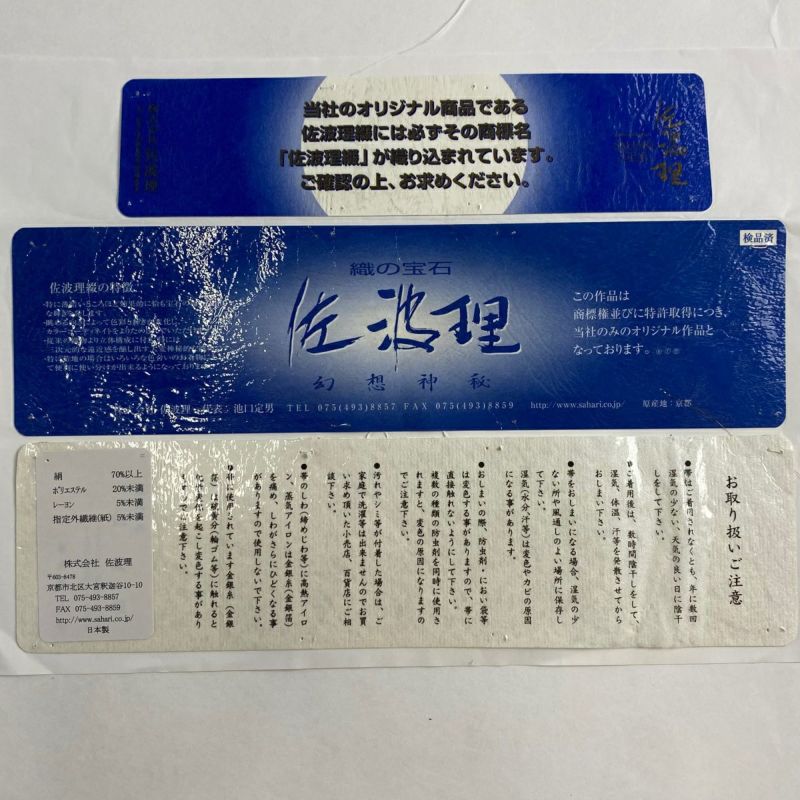 当社のオリジナル商品である
佐波理綴には必ずその商標名
「佐波理綴」が織り込まれています。
ご確認の上、お求めください。
佐波理
検品済
織の宝石
佐波理
幻想神秘
佐波理綴の特徴
この作品は
商標権並びに特許取得につき、
当社のみのオリジナル作品と
なっております。
佐波理 代表:池口定男 TEL 075(493)8857 FAX 075(493)8859 http://www.sahari.co.jp/ 原産地:京都
お取り扱いご注意
●帯はご着用されなくとも、年に数回
湿気の少ない、天気の良い日に陰干
しをして下さい。
●ご着用後は、数時間陰干しをして、
湿気、体温、汗等を発散させてから
おしまい下さい。
●帯をおしまいになる場合、湿気の少
ない所や風通しのよい場所に保存し
て下さい。
湿気(水分、汗等)は変色やカビの原因
になる事があります。
●おしまいの際、防虫剤・におい袋等
は変色する事がありますので、帯に
直接触れないようにして下さい。
複数の種類の防虫剤を同時に使用さ
れますと、変色の原因になりますの
でご注意下さい。
●汚れやシミ等が付着した場合は、ご
家庭で洗濯等は出来ませんのでお買
い求め頂いた小売店、百貨店にご相
談下さい。
●帯のしわ(締めじわ等)に高熱アイロ
ン、蒸気アイロンは金銀糸(金銀箔)
を痛め、しわがさらにひどくなる事
がありますので使用しないで下さい。
に使用されています金銀糸(金銀
箔)は硫黄分(輪ゴム等)に触れると
を起こし変色する事があり
ご注意下さい。
絹 70%以上
ポリエステル 20%未満
レーヨン 5%未満
指定外繊維(紙) 5%未満
株式会社 佐波理
〒603-8478
京都市北区大宮釈迦谷10-10
TEL 075-493-8857
FAX 075-493-8859
http://www.sahari.co.jp/
日本製